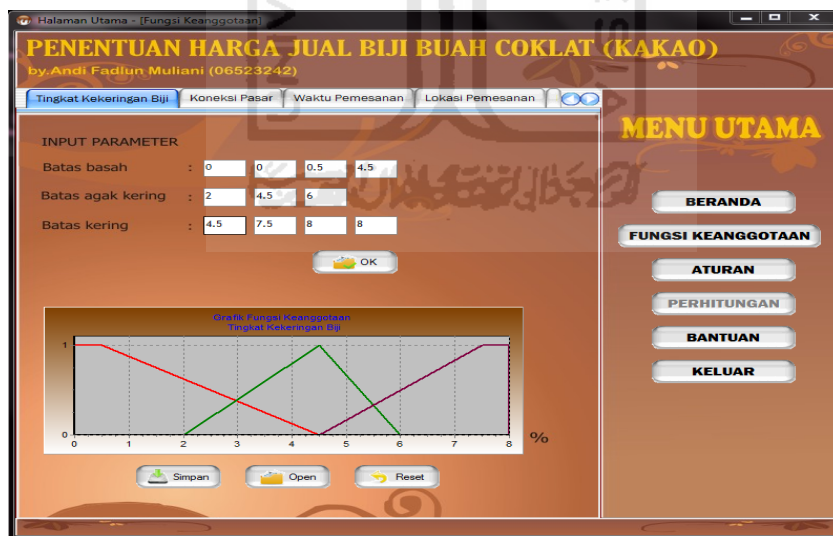 Halaman Utama - [Fungsi Keanggotaan]
PENENTUAN HARGA JUAL BIJI BUAH COKLAT (KAKAO)
by.Andi Fadlun Muliani (06523242)
Tingkat Kekeringan Biji Koneksi Pasar Waktu Pemesanan Lokasi Pemesanan
INPUT PARAMETER
Batas basah : 0 0 0.5 4.5
Batas agak kering : 2 4.5 6
Batas kering : 4.5 7.5 8 8
OK
Grafik Fungsi Keanggotaan
Tingkat Kekeringan Biji
1
0
0 1 2 3 4 5 6 7 8 %
Simpan Open Reset
MENU UTAMA
BERANDA
FUNGSI KEANGGOTAAN
ATURAN
PERHITUNGAN
BANTUAN
KELUAR